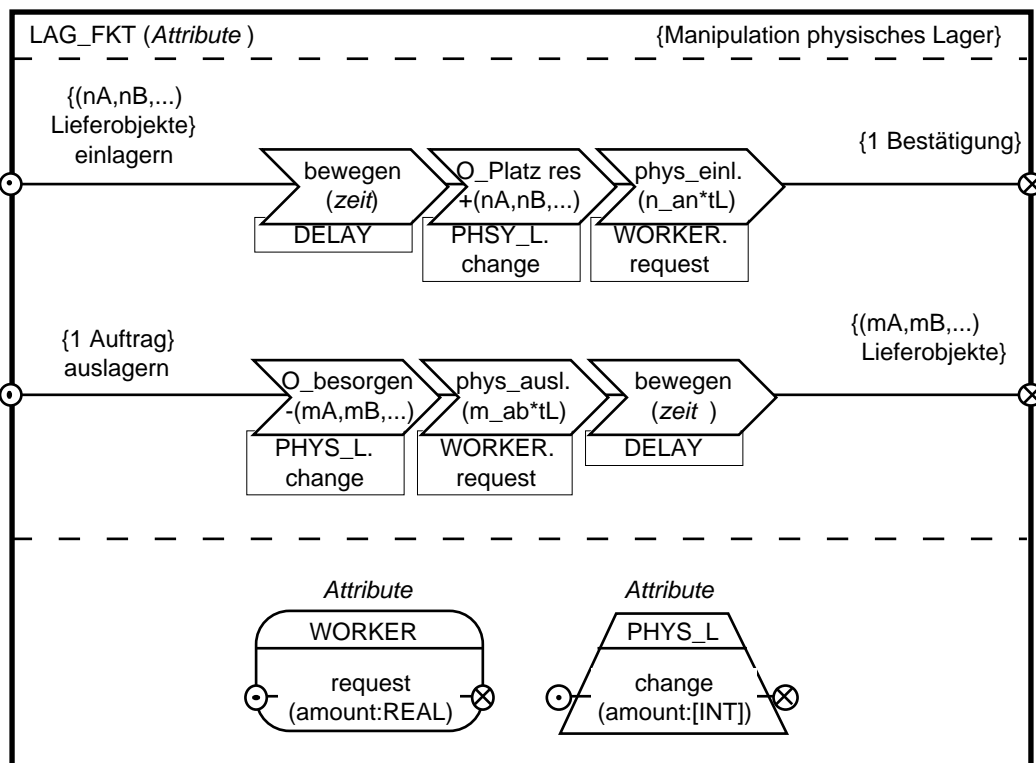 LAG_FKT (Attribute ) {Manipulation physisches Lager}
{(nA,nB,...)
Lieferobjekte}
einlagern
{1 Bestätigung}
bewegen
(zeit)
DELAY
O_Platz res
+(nA,nB,...)
PHSY_L.
change
phys_einl.
(n_an*tL)
WORKER.
request
{1 Auftrag}
auslagern
{(mA,mB,...)
Lieferobjekte}
O_besorgen
-(mA,mB,...)
PHYS_L.
change
phys_ausl.
(m_ab*tL)
WORKER.
request
bewegen
(zeit )
DELAY
Attribute
WORKER
request
(amount:REAL)
Attribute
PHYS_L
change
(amount:[INT])